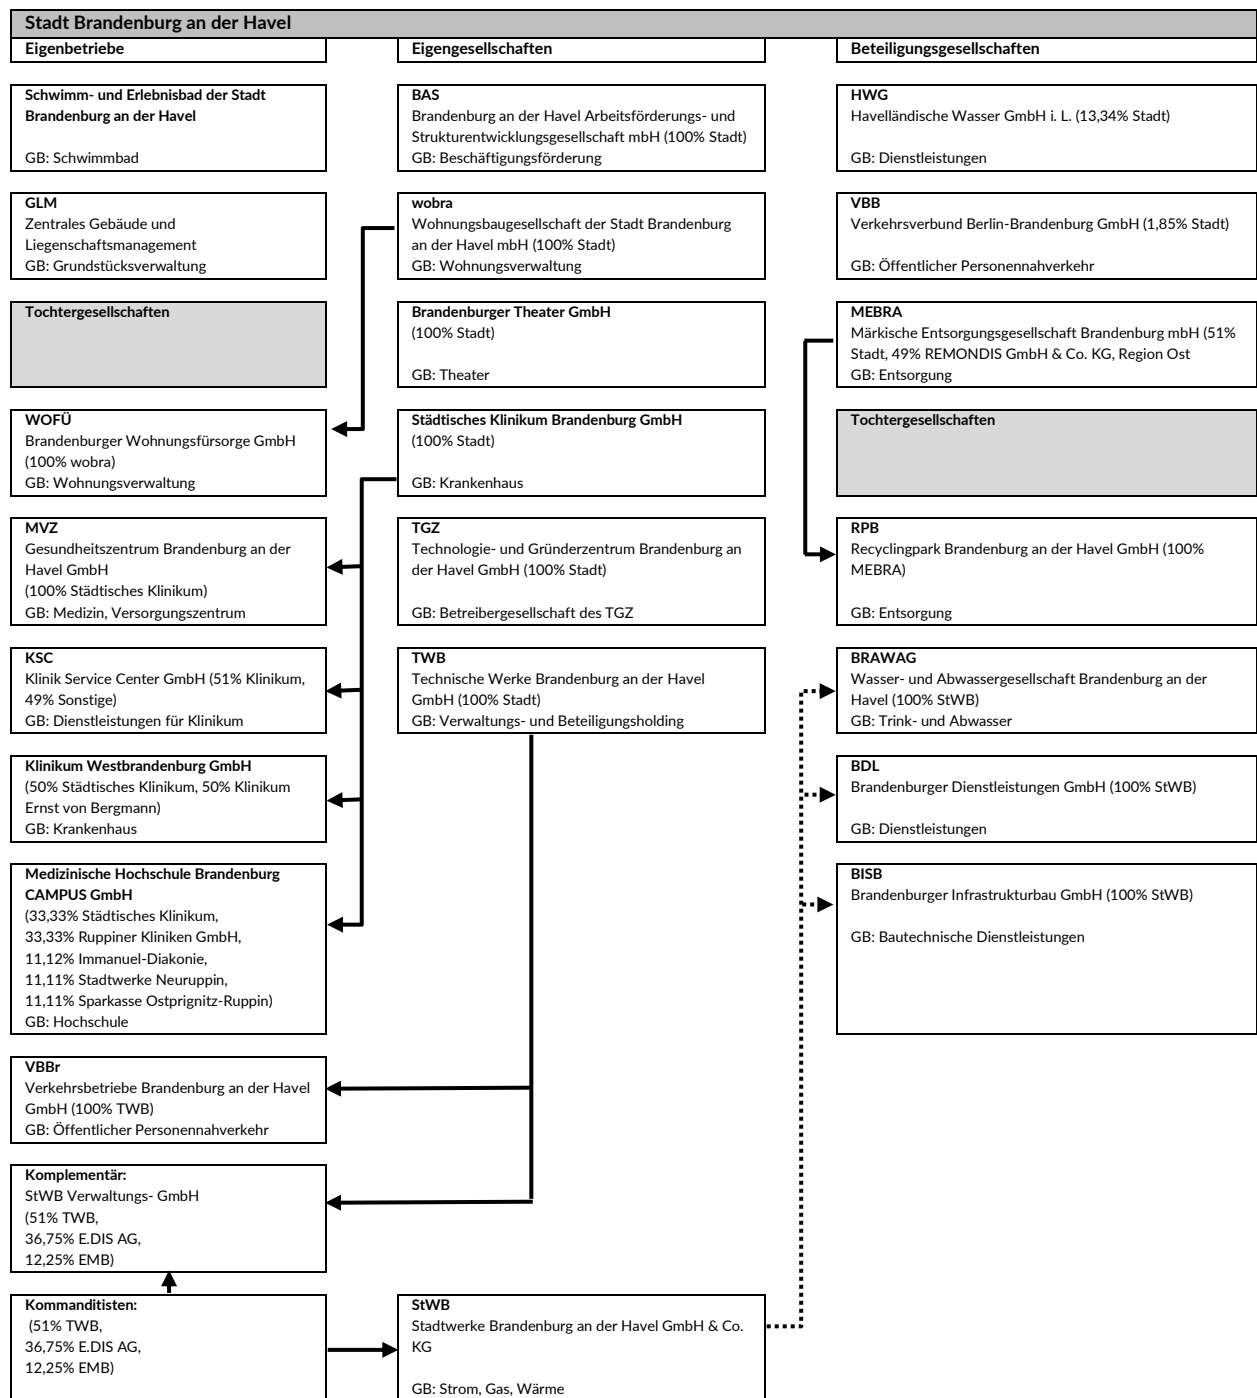 Stadt Brandenburg an der Havel
Eigenbetriebe
Schwimm- und Erlebnisbad der Stadt
Brandenburg an der Havel
GB: Schwimmbad
GLM
Zentrales Gebäude und
Liegenschaftsmanagement
GB: Grundstücksverwaltung
Tochtergesellschaften
WOFÜ
Brandenburger Wohnungsfürsorge GmbH
(100% wobra)
GB: Wohnungsverwaltung
MVZ
Gesundheitszentrum Brandenburg an der
Havel GmbH
(100% Städtisches Klinikum)
GB: Medizin, Versorgungszentrum
KSC
Klinik Service Center GmbH (51% Klinikum,
49% Sonstige)
GB: Dienstleistungen für Klinikum
Klinikum Westbrandenburg GmbH
(50% Städtisches Klinikum, 50% Klinikum
Ernst von Bergmann)
GB: Krankenhaus
Medizinische Hochschule Brandenburg
CAMPUS GmbH
(33,33% Städtisches Klinikum,
33,33% Ruppiner Kliniken GmbH,
11,12% Immanuel-Diakonie,
11,11% Stadtwerke Neuruppin,
11,11% Sparkasse Ostprignitz-Ruppin)
GB: Hochschule
VBBr
Verkehrsbetriebe Brandenburg an der Havel
GmbH (100% TWB)
GB: Öffentlicher Personennahverkehr
Komplementär:
StWB Verwaltungs- GmbH
(51% TWB,
36,75% E.DIS AG,
12,25% EMB)
Kommanditisten:
(51% TWB,
36,75% E.DIS AG,
12,25% EMB)
Eigengesellschaften
BAS
Brandenburg an der Havel Arbeitsförderungs- und
Strukturentwicklungsgesellschaft mbH (100% Stadt)
GB: Beschäftigungsförderung
wobra
Wohnungsbaugesellschaft der Stadt Brandenburg
an der Havel mbH (100% Stadt)
GB: Wohnungsverwaltung
Brandenburger Theater GmbH
(100% Stadt)
GB: Theater
Städtisches Klinikum Brandenburg GmbH
(100% Stadt)
GB: Krankenhaus
TGZ
Technologie- und Gründerzentrum Brandenburg an
der Havel GmbH (100% Stadt)
GB: Betreibergesellschaft des TGZ
TWB
Technische Werke Brandenburg an der Havel
GmbH (100% Stadt)
GB: Verwaltungs- und Beteiligungsholding
StWB
Stadtwerke Brandenburg an der Havel GmbH & Co.
KG
GB: Strom, Gas, Wärme
Beteiligungsgesellschaften
HWG
Havelländische Wasser GmbH i. L. (13,34% Stadt)
GB: Dienstleistungen
VBB
Verkehrsverbund Berlin-Brandenburg GmbH (1,85% Stadt)
GB: Öffentlicher Personennahverkehr
MEBRA
Märkische Entsorgungsgesellschaft Brandenburg mbH (51%
Stadt, 49% REMONDIS GmbH & Co. KG, Region Ost
GB: Entsorgung
Tochtergesellschaften
RPB
Recyclingpark Brandenburg an der Havel GmbH (100%
MEBRA)
GB: Entsorgung
BRAWAG
Wasser- und Abwassergesellschaft Brandenburg an der
Havel (100% StWB)
GB: Trink- und Abwasser
BDL
Brandenburger Dienstleistungen GmbH (100% StWB)
GB: Dienstleistungen
BISB
Brandenburger Infrastrukturbau GmbH (100% StWB)
GB: Bautechnische Dienstleistungen